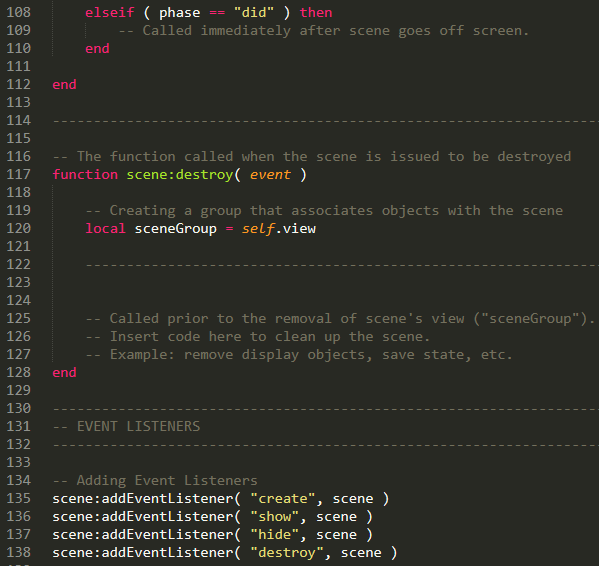 108 elseif ( phase == "did" ) then
109 -- Called immediately after scene goes off screen.
110 end
111
112 end
113
114 --------------------------------------------------------------------
115
116 -- The function called when the scene is issued to be destroyed
117 function scene:destroy( event )
118
119 -- Creating a group that associates objects with the scene
120 local sceneGroup = self.view
121
122 ----------------------------------------------------------------
123
124
125 -- Called prior to the removal of scene's view ("sceneGroup").
126 -- Insert code here to clean up the scene.
127 -- Example: remove display objects, save state, etc.
128 end
129
130 --------------------------------------------------------------------
131 -- EVENT LISTENERS
132 --------------------------------------------------------------------
133
134 -- Adding Event Listeners
135 scene:addEventListener( "create", scene )
136 scene:addEventListener( "show", scene )
137 scene:addEventListener( "hide", scene )
138 scene:addEventListener( "destroy", scene )